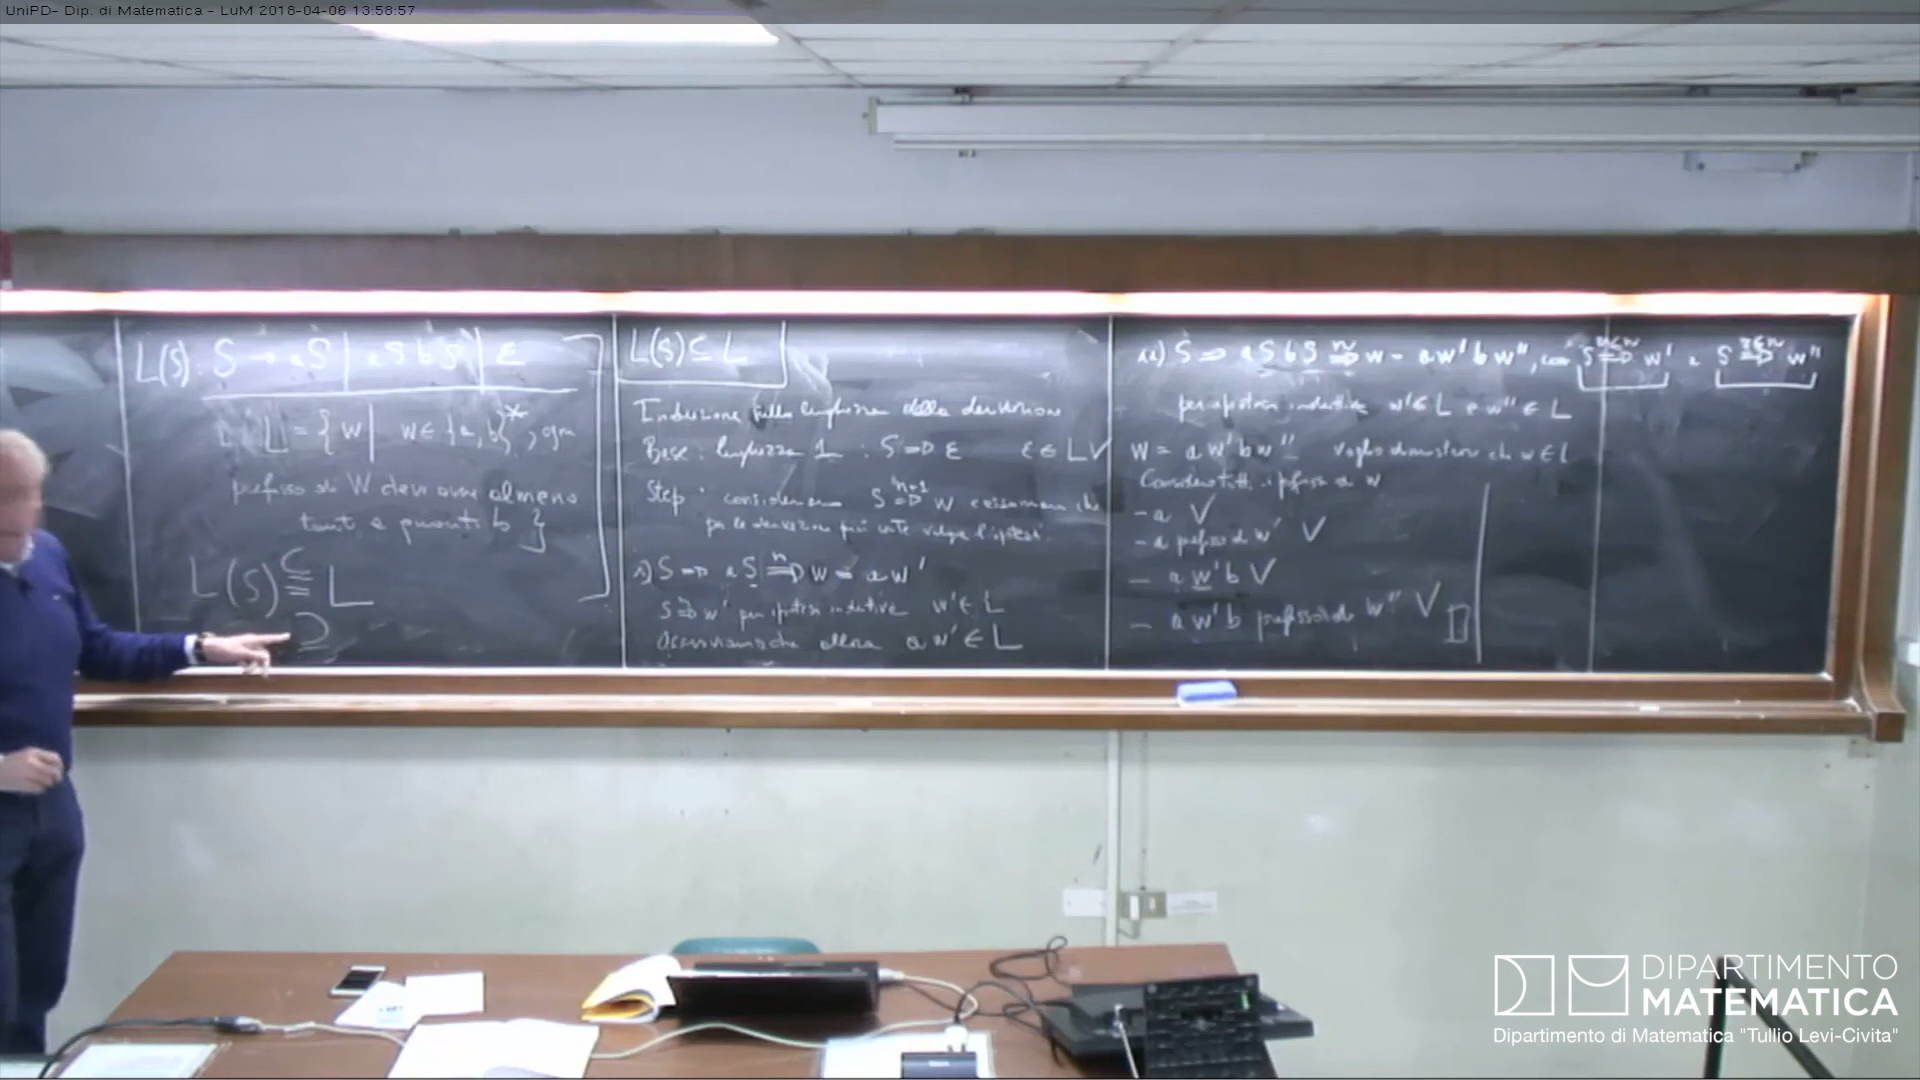 UniPD- Dip. di Matematica - LuM 2018-04-06 13:58:57
L(S): S → aS | aSbS | ε
L = { w | w ∈ {a,b}*, ogni
prefisso di w deve avere almeno
tanti a quanti b }
L(S) ⊆ L
⊇
L(S) ⊆ L
Induzione sulla lunghezza della derivazione
Base: lunghezza 1 : S ⇒ ε ε ∈ L V
Step: consideriamo S ⇒ⁿ⁺¹ w e assumiamo che
per le derivazioni più corte valga l'ipotesi.
i) S ⇒ aS ⇒ⁿ w = aw'
S ⇒ⁿ w' per ipotesi induttiva w' ∈ L
Osserviamo che allora aw' ∈ L
ii) S ⇒ aSbS ⇒ⁿ w = aw'bw'', con S ⇒ w' e S ⇒ w''
per ipotesi induttiva w' ∈ L e w'' ∈ L
w = aw'bw'' voglio dimostrare che w ∈ L
Considero tutti i prefissi di w
- a V
- a prefisso di w' V
- aw'b V
- aw'b prefisso di w'' V
DIPARTIMENTO
MATEMATICA
Dipartimento di Matematica "Tullio Levi-Civita"